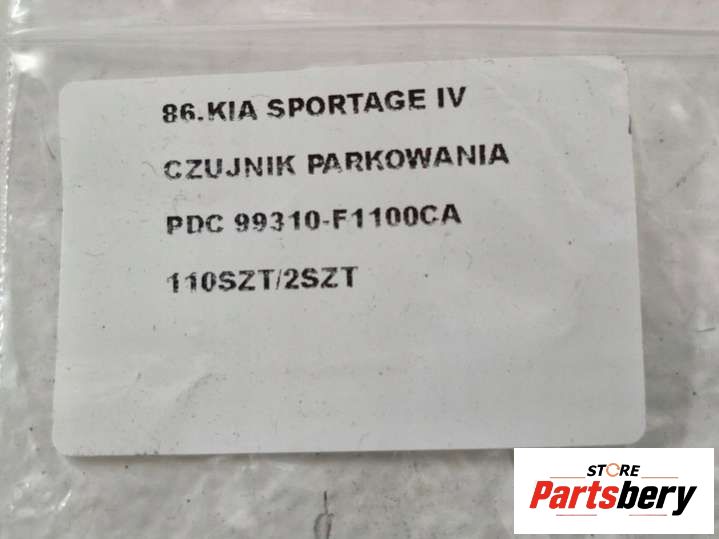 86.KIA SPORTAGE IV
CZUJNIK PARKOWANIA
PDC 99310-F1100CA
110SZT/2SZT
STORE
Partsbery